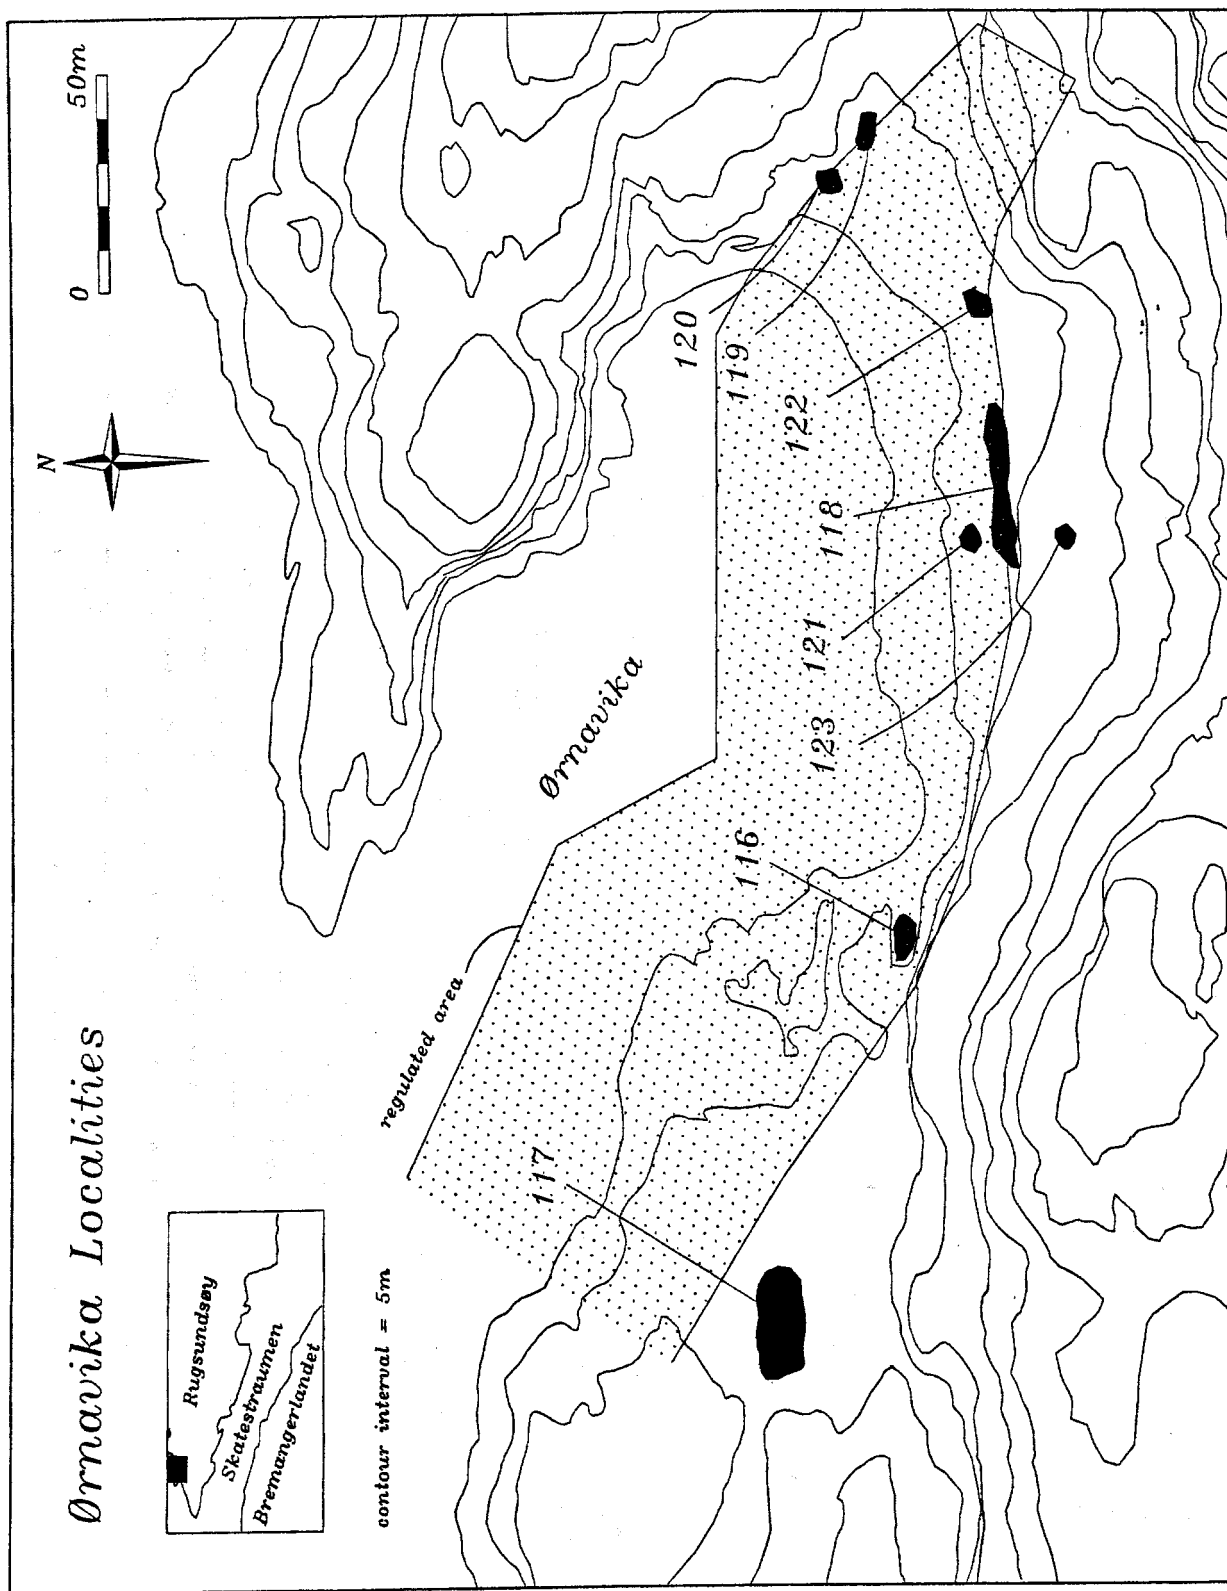 Ørnavika Localities
Rugsundsøy
Skatestraumen
Bremangerlandet
contour interval = 5m
N
0 50m
regulated area
Ørnavika
117
116
123
121
118
122
119
120